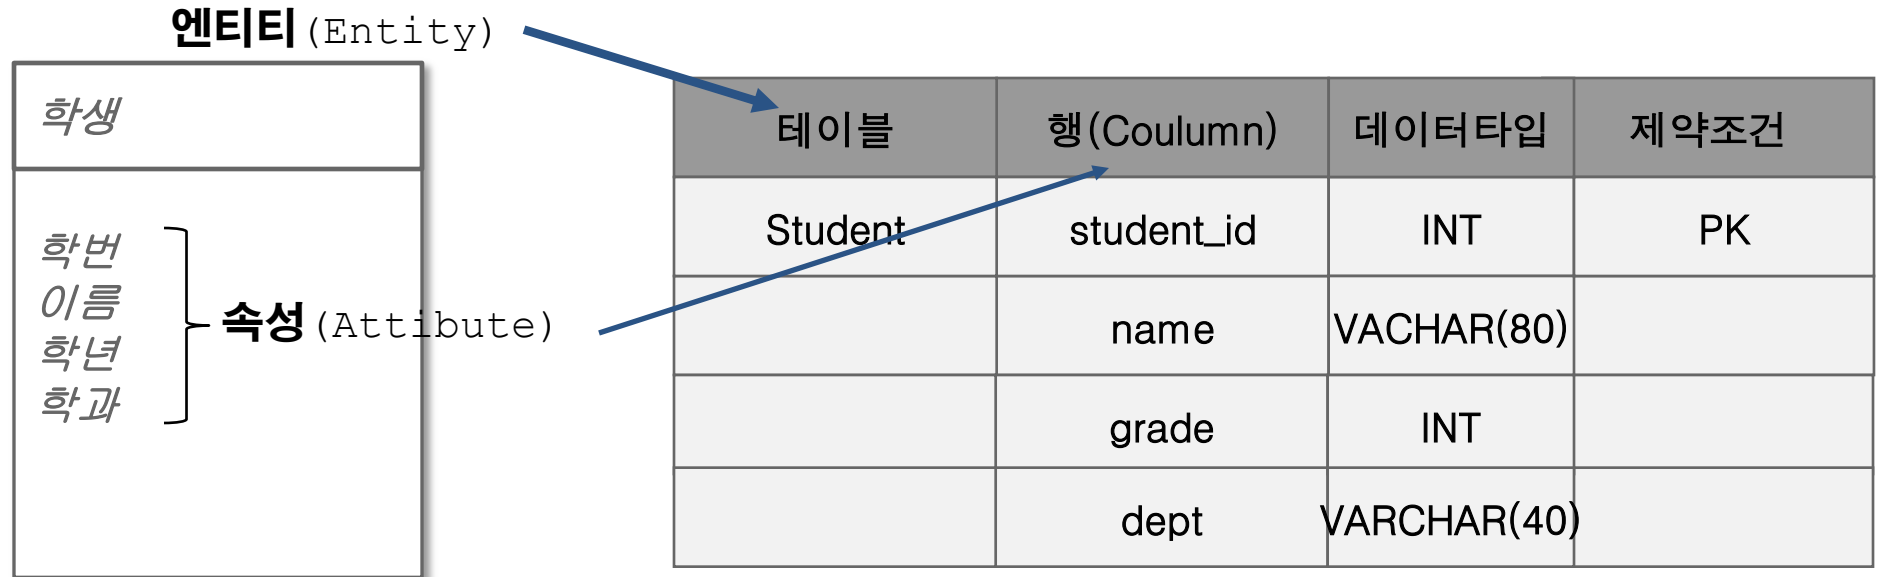 엔티티(Entity)
학생
학번
이름
학년
학과
속성(Attibute)
테이블 행(Coulumn) 데이터타입 제약조건
Student student_id INT PK
name VACHAR(80)
grade INT
dept VARCHAR(40)